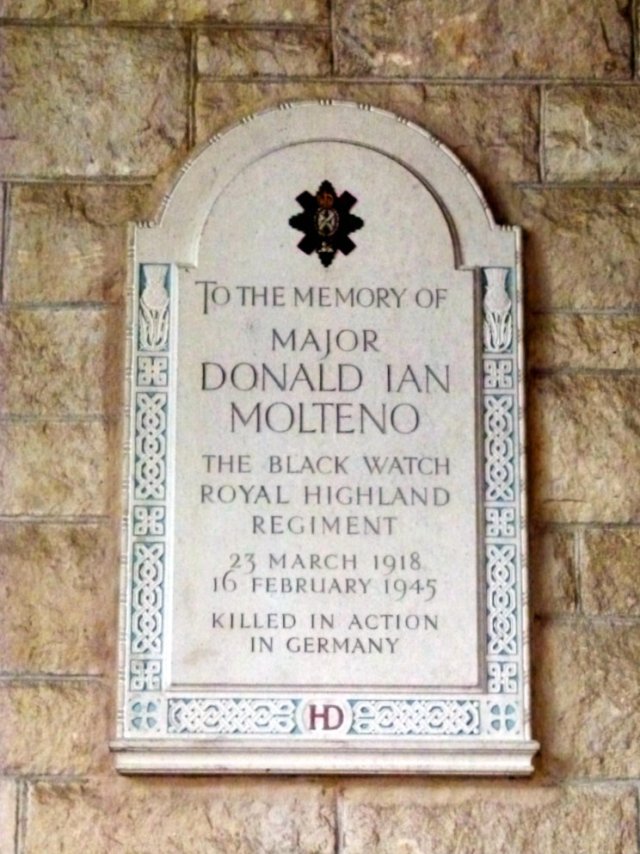 TO THE MEMORY OF
MAJOR
DONALD IAN
MOLTENO
THE BLACK WATCH
ROYAL HIGHLAND
REGIMENT
23 MARCH 1918
16 FEBRUARY 1945
KILLED IN ACTION
IN GERMANY
HD